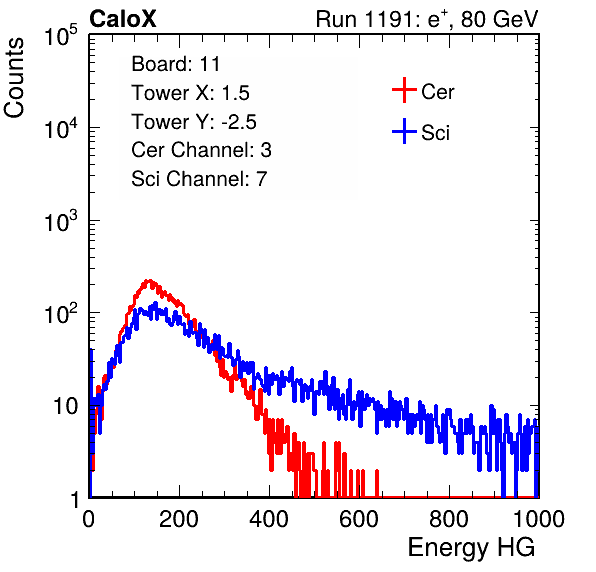 CaloX Run 1191: e⁺, 80 GeV
Counts
10⁵
10⁴
10³
10²
10
1
Board: 11
Tower X: 1.5
Tower Y: -2.5
Cer Channel: 3
Sci Channel: 7
Cer
Sci
0 200 400 600 800 1000
Energy HG